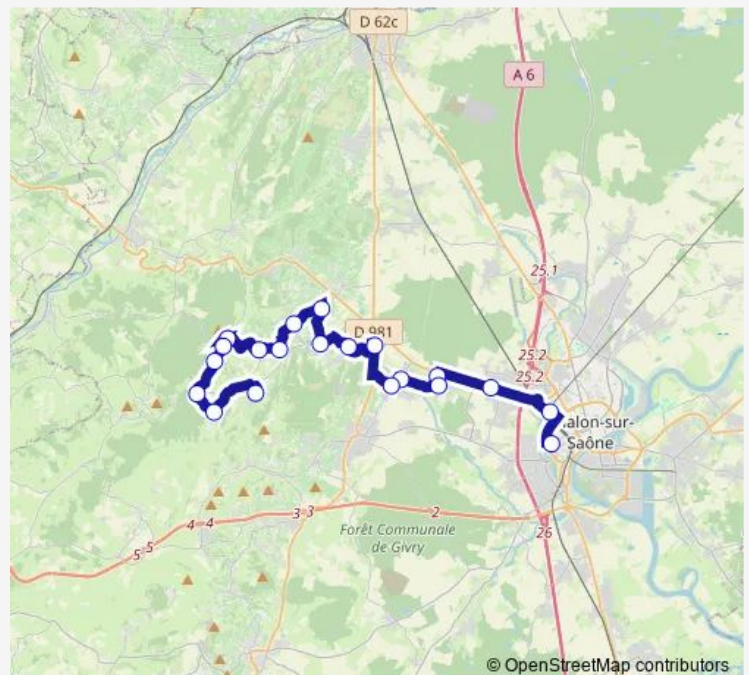 D 62c
A 6
25.1
D 981
25.2
25.2
alon-sur-
Saône
3 3
2
4 4
Forêt Communale
de Givry
26
5 5
© OpenStreetMap contributors